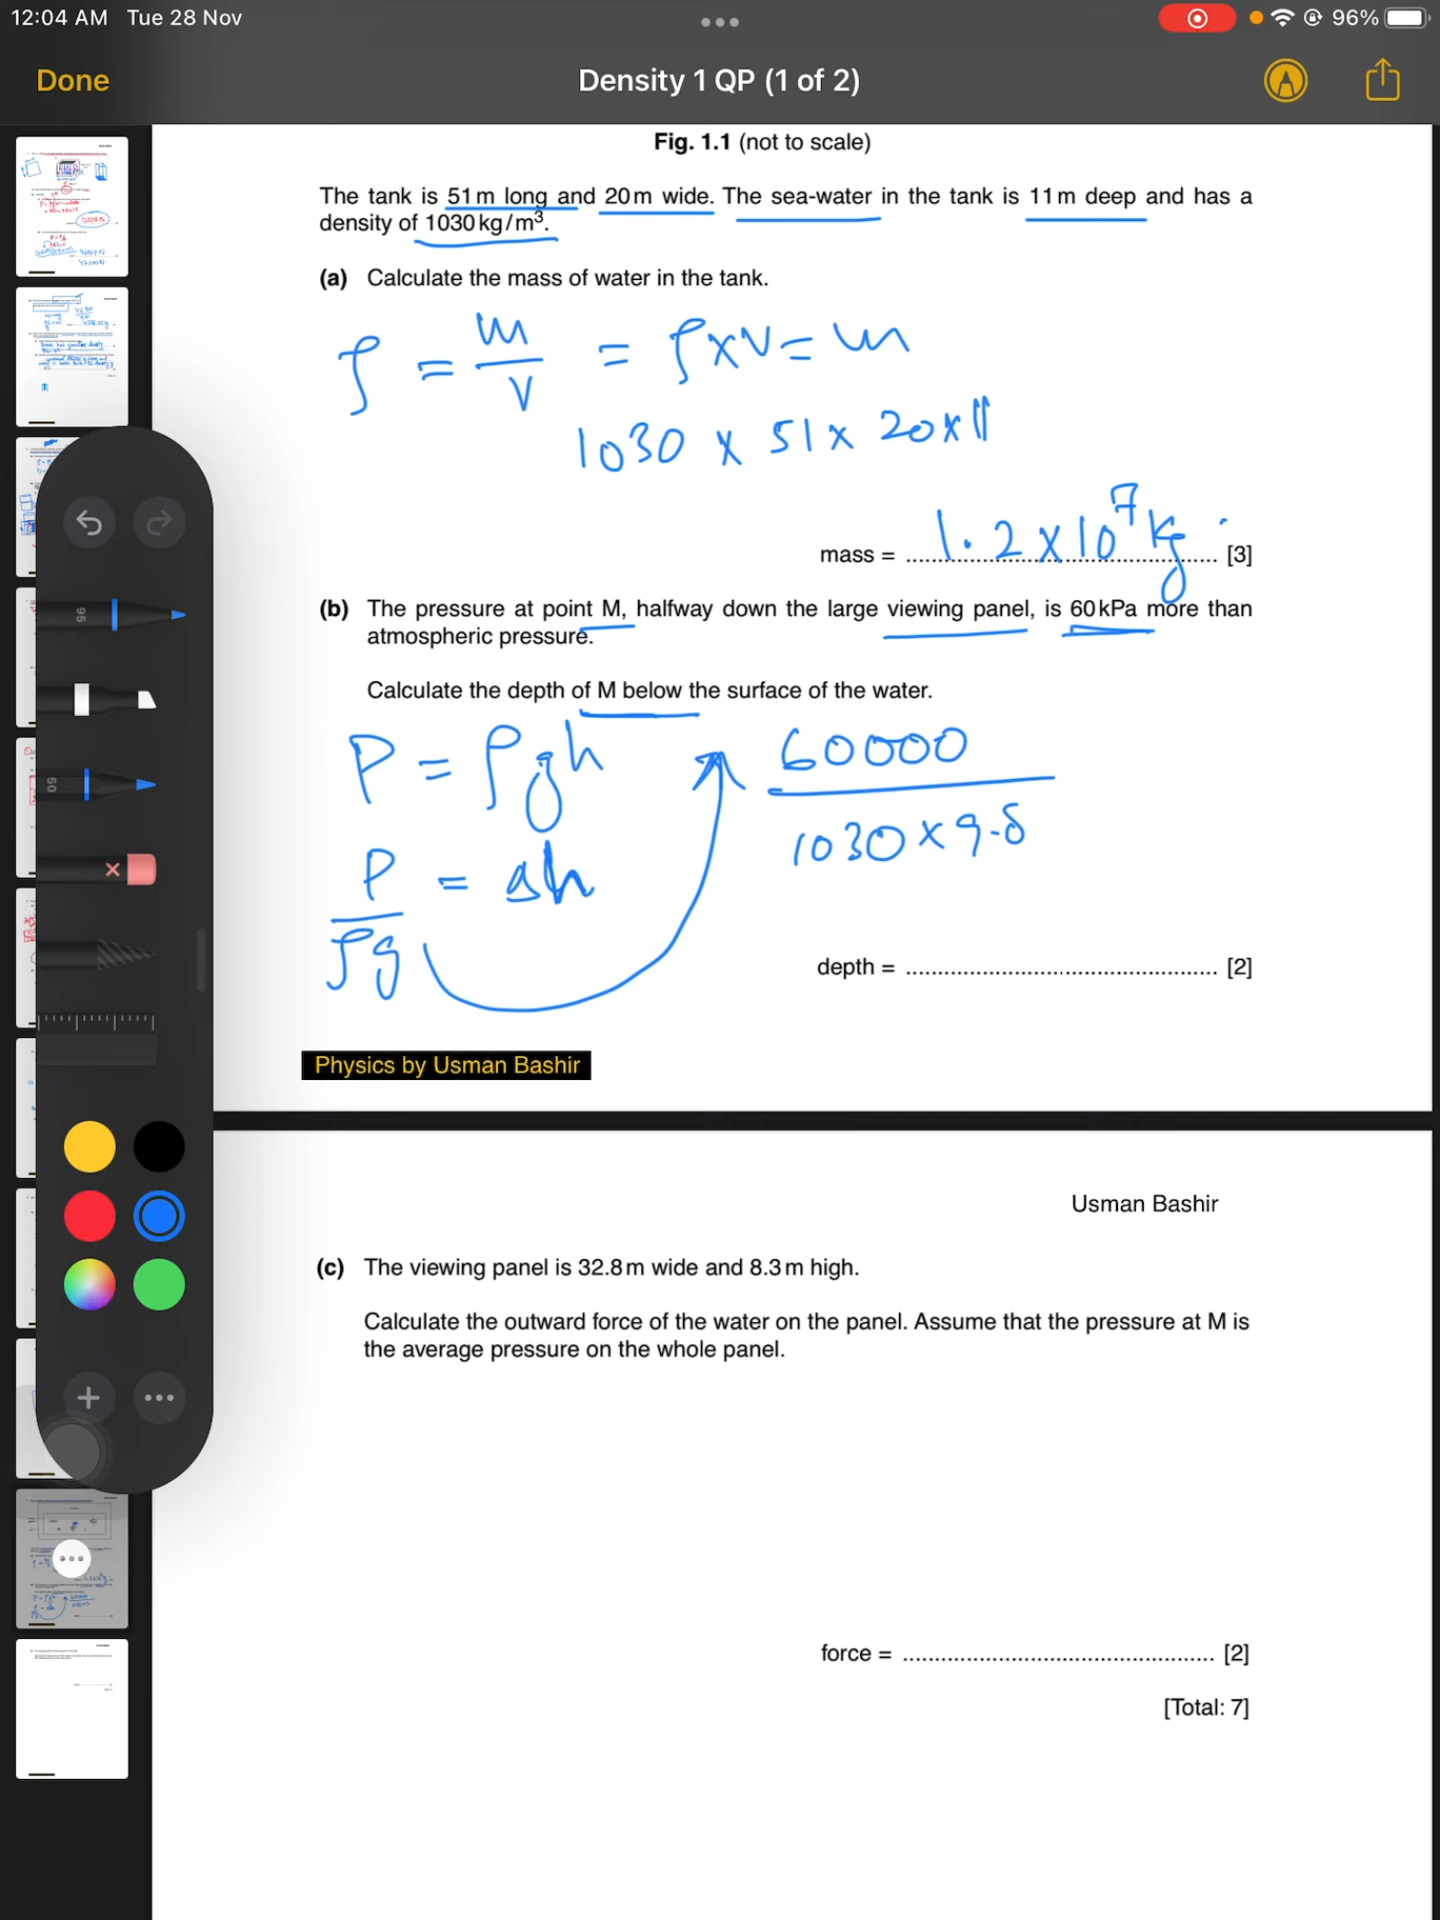 12:04 AM Tue 28 Nov
96%
Done
Density 1 QP (1 of 2)
Fig. 1.1 (not to scale)
The tank is 51 m long and 20 m wide. The sea-water in the tank is 11 m deep and has a
density of 1030 kg/m³.
(a) Calculate the mass of water in the tank.
ρ = m/V = ρ x V = m
1030 x 51 x 20 x 11
mass = 1.2 x 10⁷ kg [3]
(b) The pressure at point M, halfway down the large viewing panel, is 60 kPa more than
atmospheric pressure.
Calculate the depth of M below the surface of the water.
P = ρgh
60000
1030 x 9.8
P/ρg = Δh
depth = ........................................ [2]
Physics by Usman Bashir
Usman Bashir
(c) The viewing panel is 32.8 m wide and 8.3 m high.
Calculate the outward force of the water on the panel. Assume that the pressure at M is
the average pressure on the whole panel.
force = ........................................ [2]
[Total: 7]
95
50